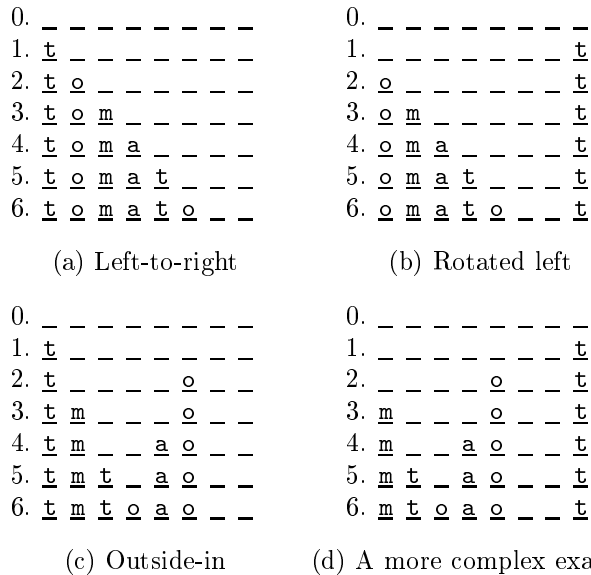 0. _ _ _ _ _ _ _ _
1. t _ _ _ _ _ _ _
2. t o _ _ _ _ _ _
3. t o m _ _ _ _ _
4. t o m a _ _ _ _
5. t o m a t _ _ _
6. t o m a t o _ _
(a) Left-to-right
0. _ _ _ _ _ _ _ _
1. _ _ _ _ _ _ _ t
2. o _ _ _ _ _ _ t
3. o m _ _ _ _ _ t
4. o m a _ _ _ _ t
5. o m a t _ _ _ t
6. o m a t o _ _ t
(b) Rotated left
0. _ _ _ _ _ _ _ _
1. t _ _ _ _ _ _ _
2. t _ _ _ _ o _ _
3. t m _ _ _ o _ _
4. t m _ _ a o _ _
5. t m t _ a o _ _
6. t m t o a o _ _
(c) Outside-in
0. _ _ _ _ _ _ _ _
1. _ _ _ _ _ _ _ t
2. _ _ _ _ o _ _ t
3. m _ _ _ o _ _ t
4. m _ _ a o _ _ t
5. m t _ a o _ _ t
6. m t o a o _ _ t
(d) A more complex exa